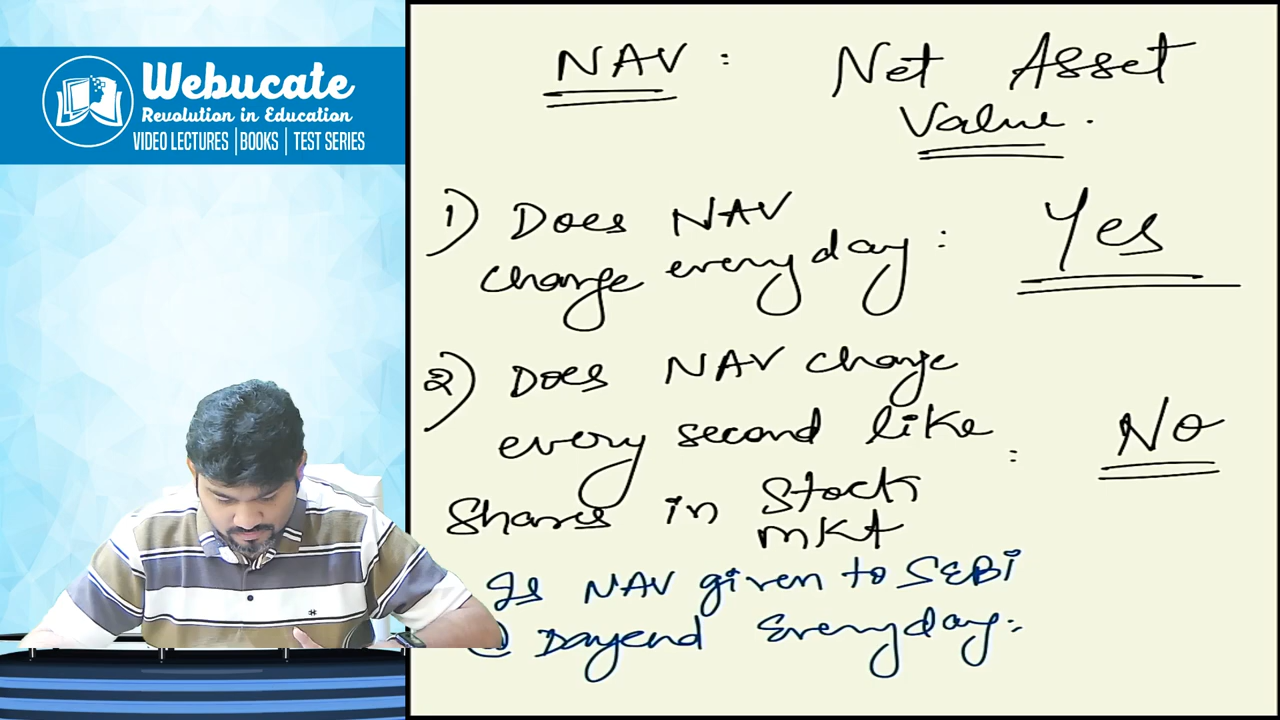 Webucate
Revolution in Education
VIDEO LECTURES | BOOKS | TEST SERIES
NAV : Net Asset
Value.
1) Does NAV
change everyday : Yes
2) Does NAV change
every second like
: No
Shares in Stock
mKt
Is NAV given to SEBi
@ Dayend Everyday: